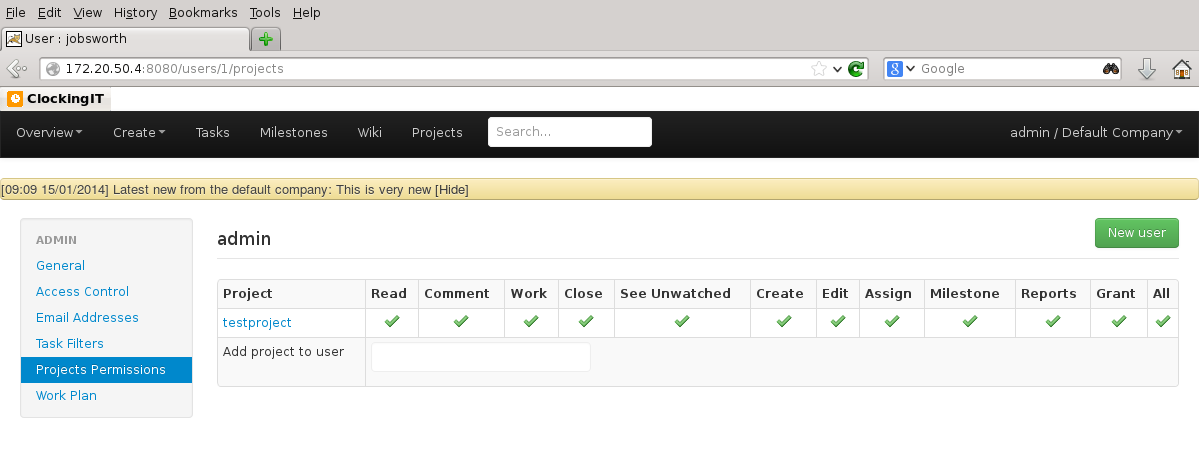 File Edit View History Bookmarks Tools Help
User : jobsworth
172.20.50.4:8080/users/1/projects
Google
ClockingIT
Overview Create Tasks Milestones Wiki Projects Search... admin / Default Company
[09:09 15/01/2014] Latest new from the default company: This is very new [Hide]
ADMIN
General
Access Control
Email Addresses
Task Filters
Projects Permissions
Work Plan
admin
New user
Project Read Comment Work Close See Unwatched Create Edit Assign Milestone Reports Grant All
testproject
Add project to user